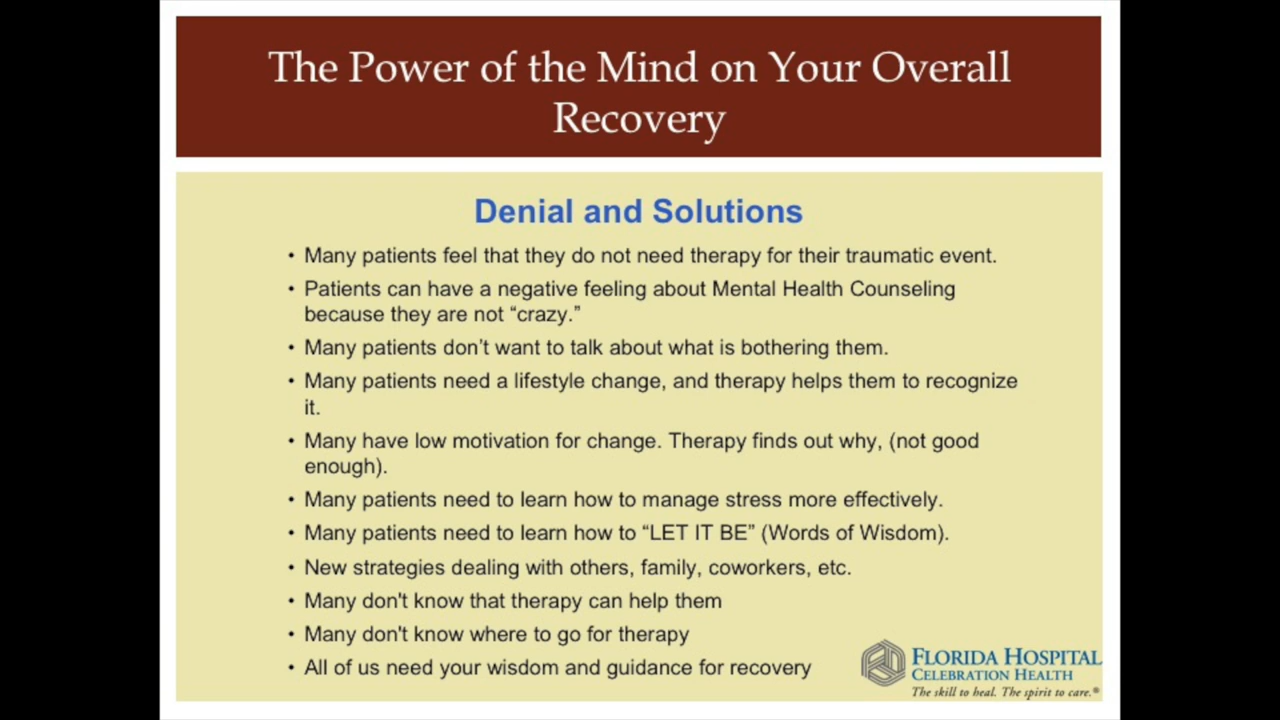 The Power of the Mind on Your Overall
Recovery
Denial and Solutions
• Many patients feel that they do not need therapy for their traumatic event.
• Patients can have a negative feeling about Mental Health Counseling
because they are not “crazy.”
• Many patients don’t want to talk about what is bothering them.
• Many patients need a lifestyle change, and therapy helps them to recognize
it.
• Many have low motivation for change. Therapy finds out why, (not good
enough).
• Many patients need to learn how to manage stress more effectively.
• Many patients need to learn how to “LET IT BE” (Words of Wisdom).
• New strategies dealing with others, family, coworkers, etc.
• Many don't know that therapy can help them
• Many don't know where to go for therapy
• All of us need your wisdom and guidance for recovery
FLORIDA HOSPITAL
CELEBRATION HEALTH
The skill to heal. The spirit to care.®